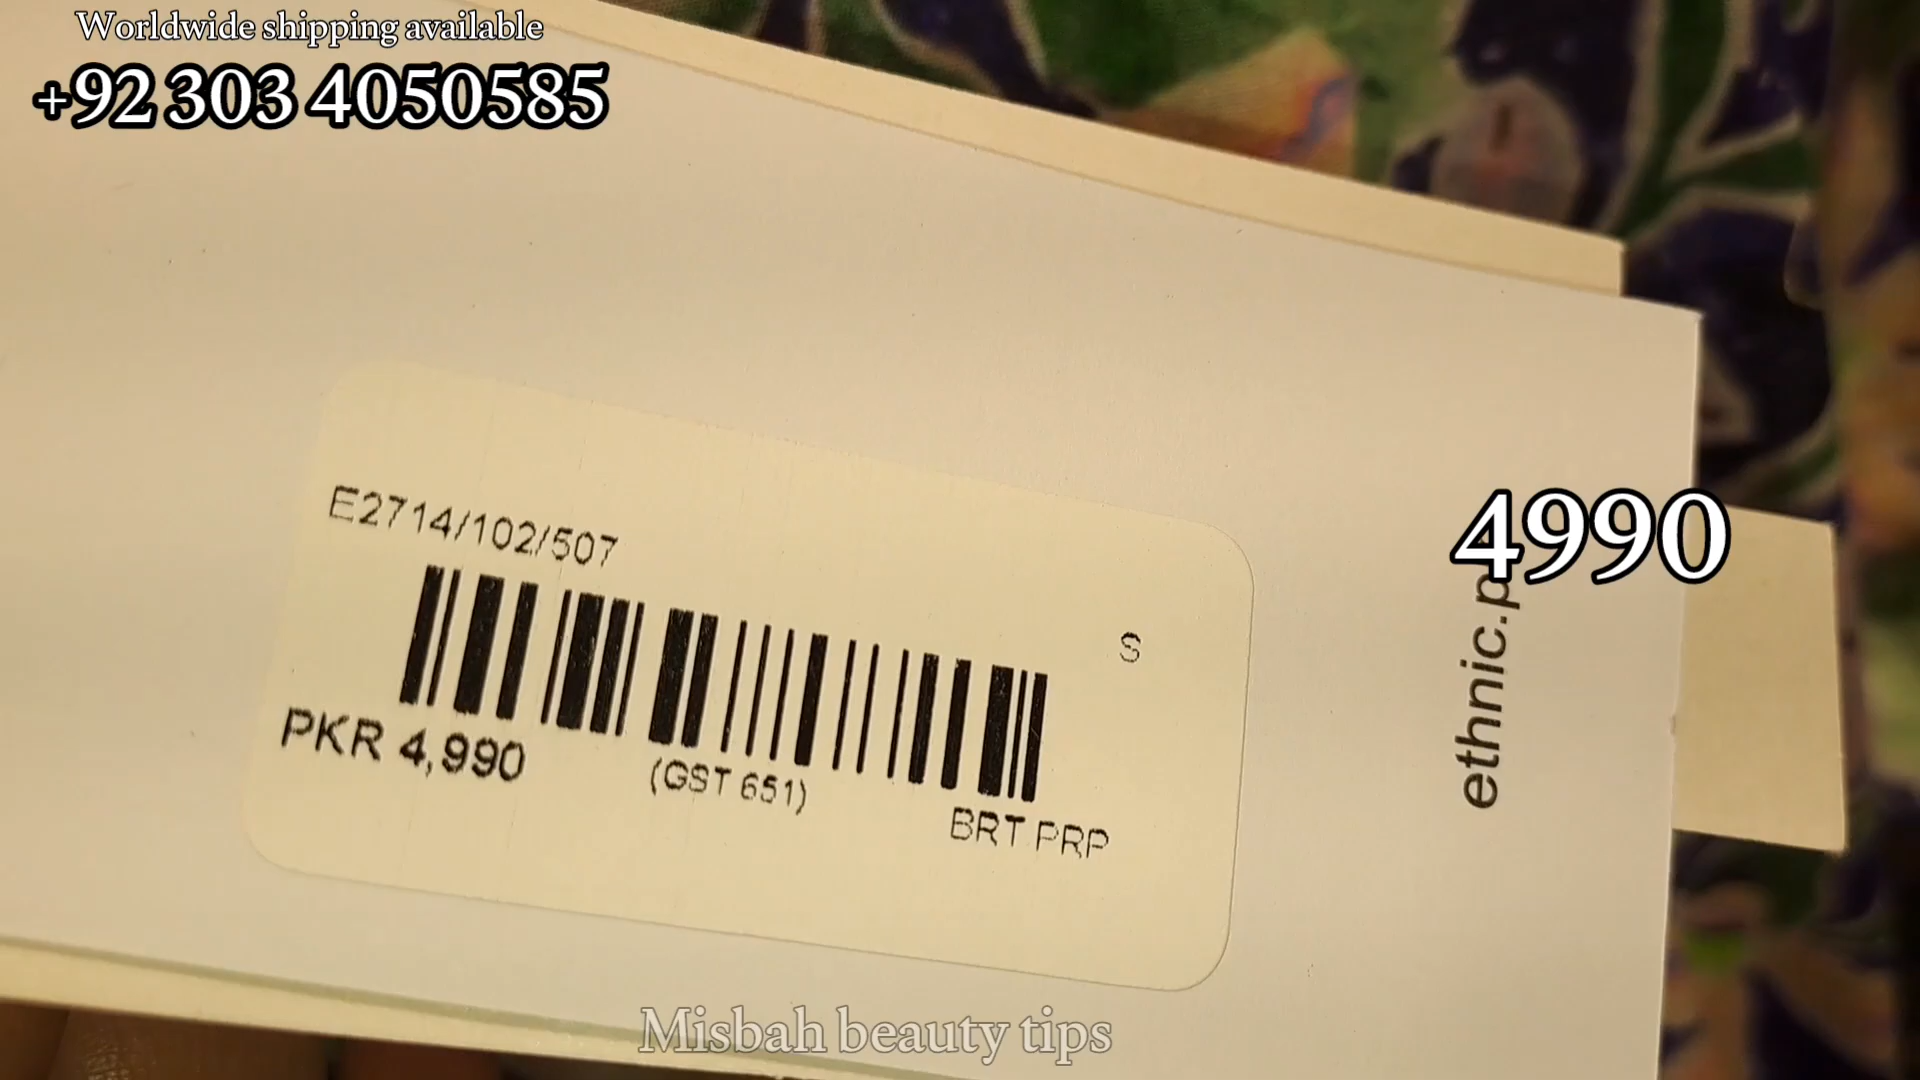 Worldwide shipping available
+92 303 4050585
E2714/102/507
S
PKR 4,990
(GST 651)
BRT PRP
4990
ethnic.p
Misbah beauty tips